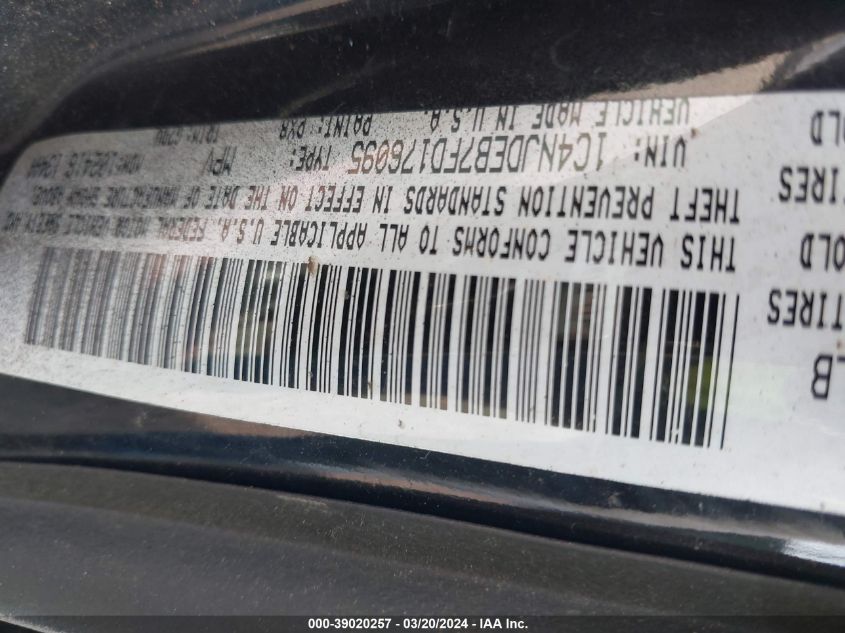 LB
TIRES
OLD
IRES
OLD
THIS VEHICLE CONFORMS TO ALL APPLICABLE U.S.A. FEDERAL MOTOR VEHICLE SAFETY AND
THEFT PREVENTION STANDARDS IN EFFECT ON THE DATE OF MANUFACTURE SHOWN ABOVE.
VIN: 1C4NJDEB7FD176095 TYPE: MPV
VEHICLE MADE IN U.S.A. PAINT: PXR TRIM:
000-39020257 / 03/20/2024 / IAA Inc.